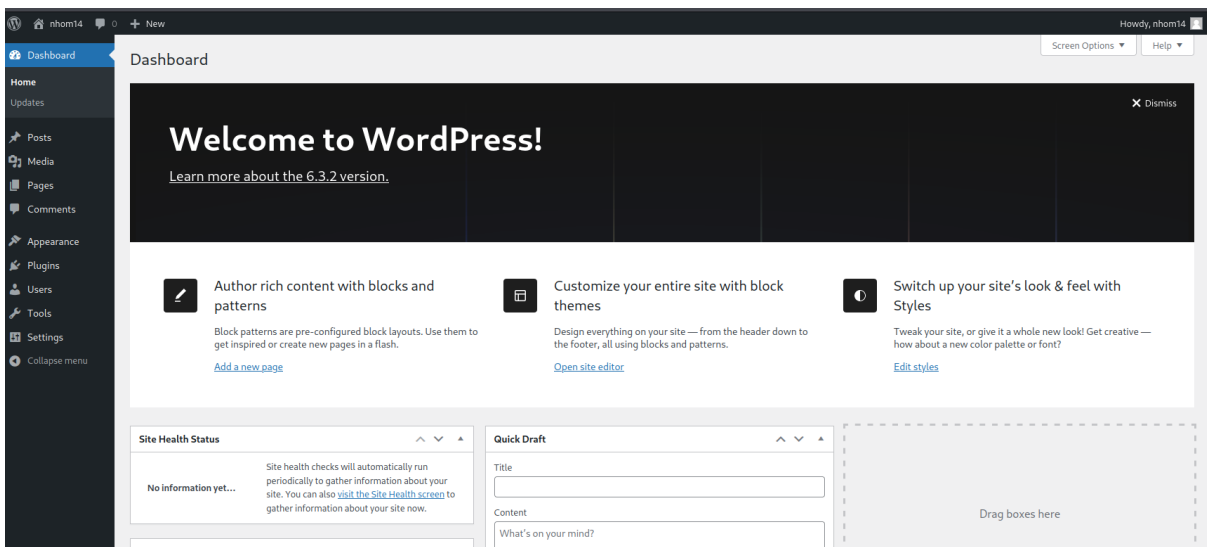 nhom14 0 + New Howdy, nhom14
Dashboard
Home
Updates
Posts
Media
Pages
Comments
Appearance
Plugins
Users
Tools
Settings
Collapse menu
Screen Options ▼ Help ▼
Dashboard
Dismiss
Welcome to WordPress!
Learn more about the 6.3.2 version.
Author rich content with blocks and
patterns
Block patterns are pre-configured block layouts. Use them to
get inspired or create new pages in a flash.
Add a new page
Customize your entire site with block
themes
Design everything on your site — from the header down to
the footer, all using blocks and patterns.
Open site editor
Switch up your site's look & feel with
Styles
Tweak your site, or give it a whole new look! Get creative —
how about a new color palette or font?
Edit styles
Site Health Status
No information yet...
Site health checks will automatically run
periodically to gather information about your
site. You can also visit the Site Health screen to
gather information about your site now.
Quick Draft
Title
Content
What's on your mind?
Drag boxes here